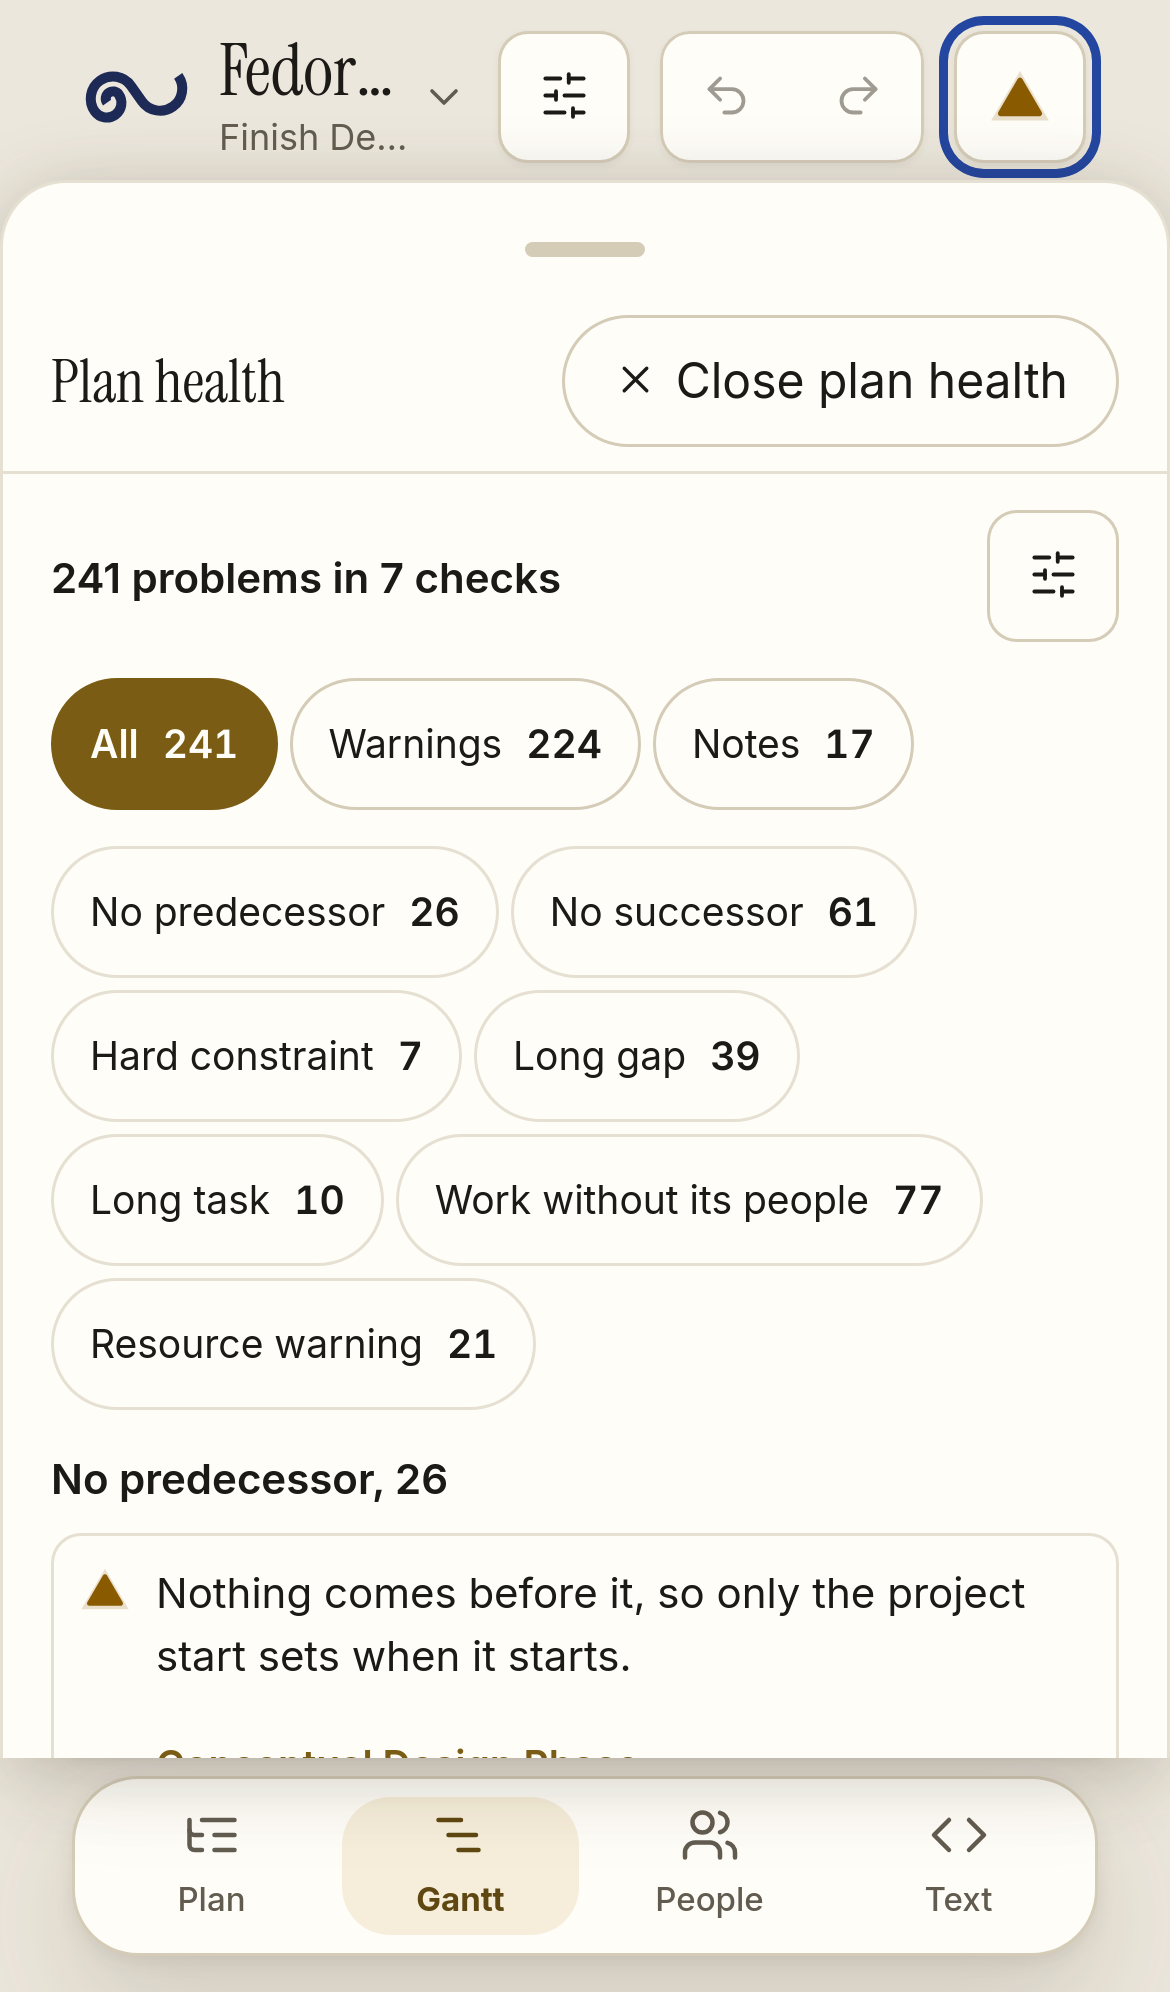 Fedor...
Finish De...
Plan health
Close plan health
241 problems in 7 checks
All 241
Warnings 224
Notes 17
No predecessor 26
No successor 61
Hard constraint 7
Long gap 39
Long task 10
Work without its people 77
Resource warning 21
No predecessor, 26
Nothing comes before it, so only the project
start sets when it starts.
Conceptual Design Phase
Plan
Gantt
People
Text